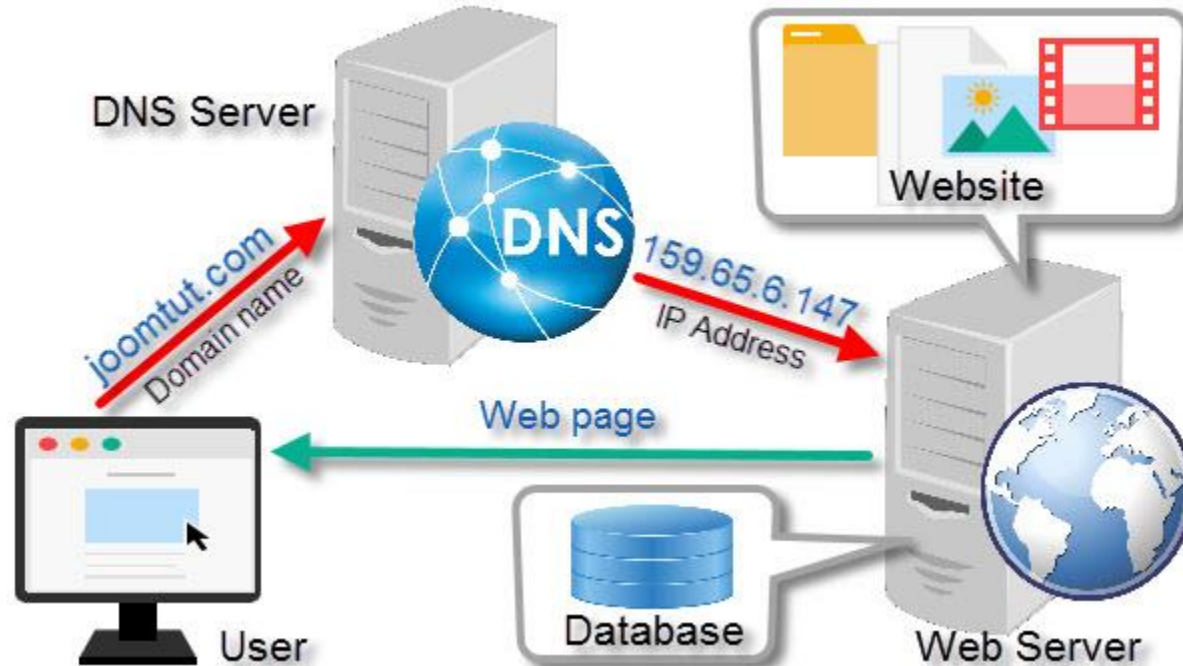 DNS Server
DNS
Website
joomtut.com
Domain name
159.65.6.147
IP Address
Web page
User
Database
Web Server